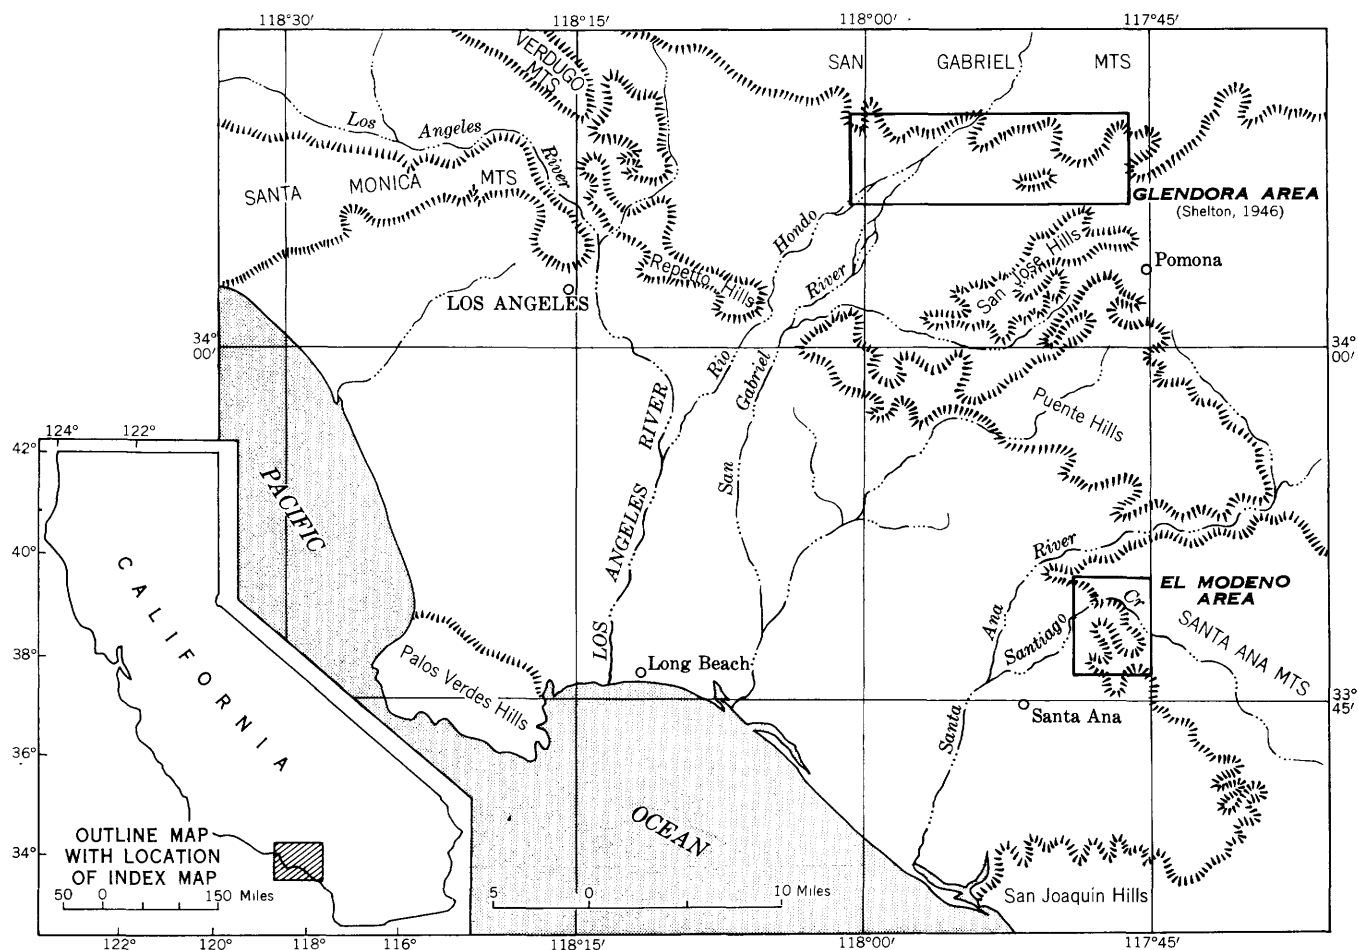 118°30′
118°15′
118°00′
117°45′
VERDUGO
MTS
SAN GABRIEL MTS
Los Angeles River
SANTA MONICA MTS
GLENDORA AREA
(Shelton, 1946)
Hondo
River
San Jose Hills
Pomona
Repetto Hills
LOS ANGELES
34°
00′
34°
00′
Rio
Gabriel
RIVER
Puente Hills
124°
122°
42°
PACIFIC
San
ANGELES
40°
River
EL MODENO
AREA
CALIFORNIA
Cr
Ana
Santiago
SANTA ANA MTS
LOS
38°
Palos Verdes Hills
Long Beach
33°
45′
Santa
Santa Ana
36°
OCEAN
OUTLINE MAP
WITH LOCATION
OF INDEX MAP
34°
50 0 150 Miles
5 0 10 Miles
San Joaquin Hills
122°
120°
118°
116°
118°15′
118°00′
117°45′